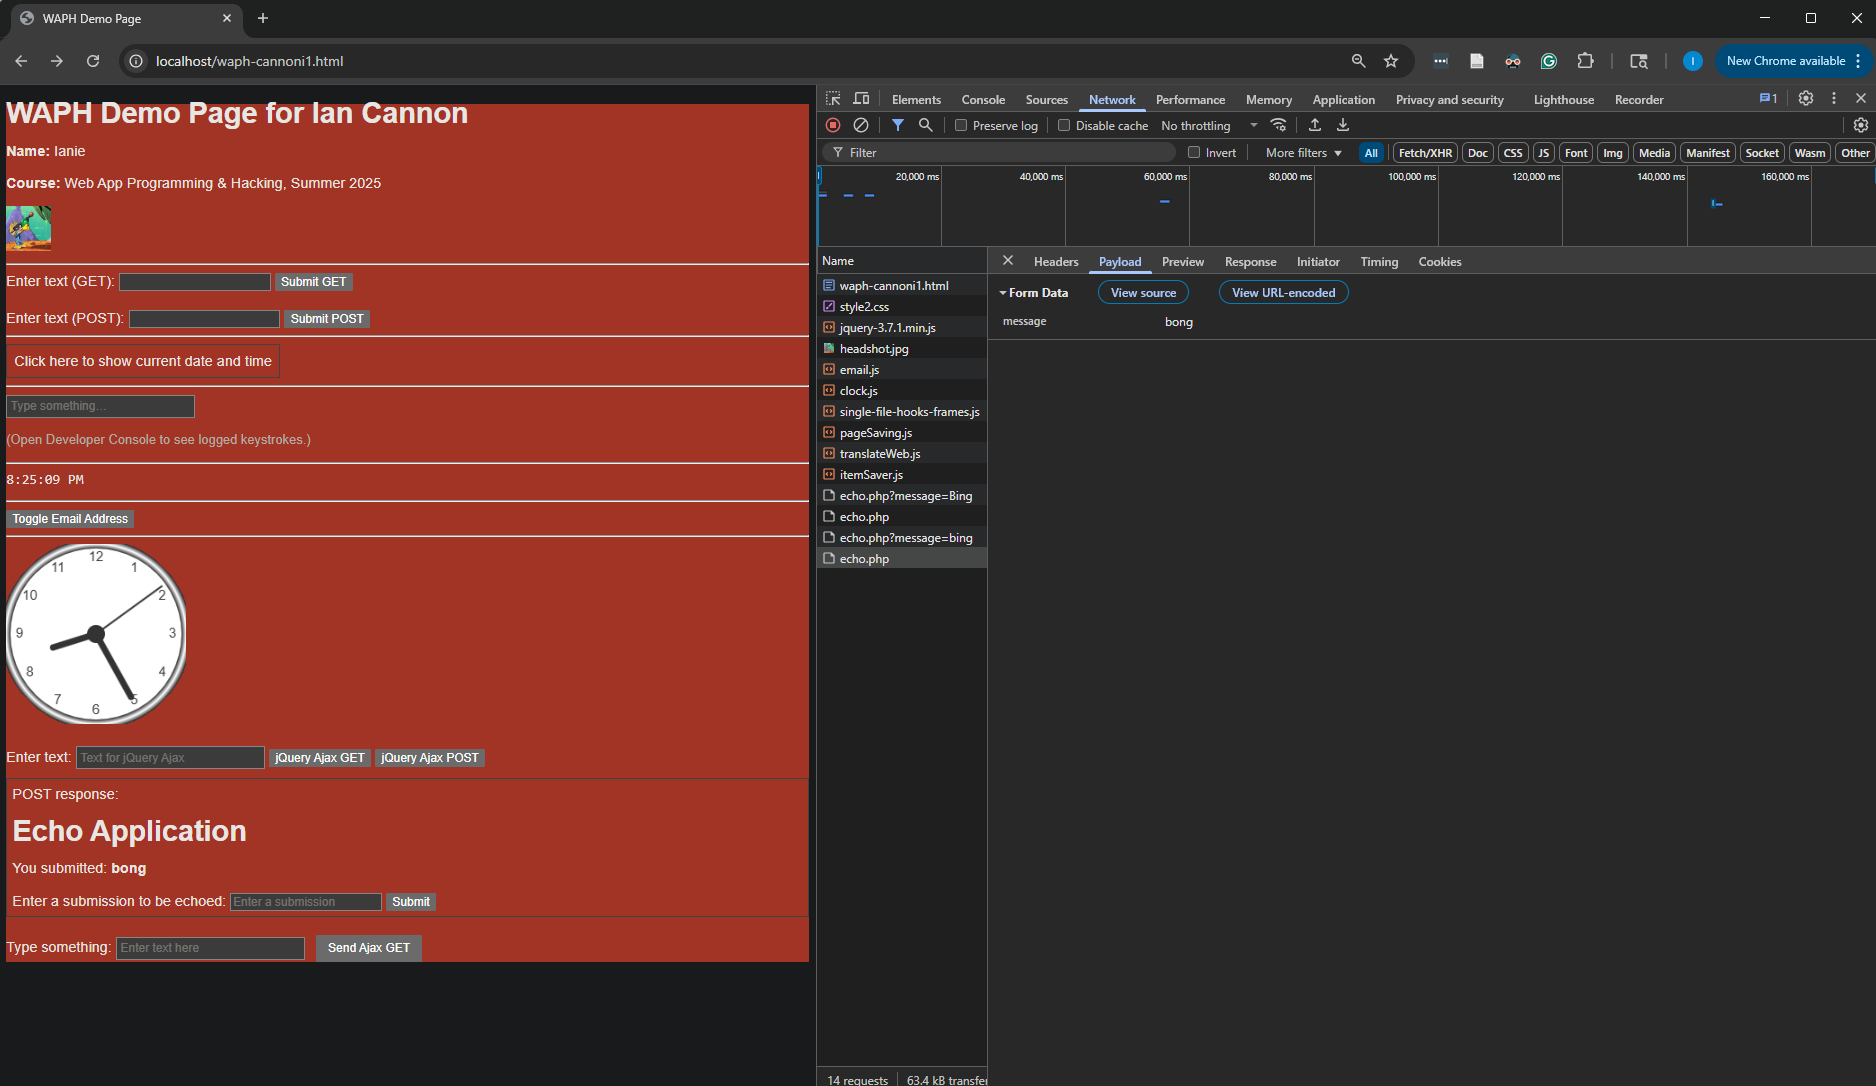 WAPH Demo Page
localhost/waph-cannoni1.html
New Chrome available
WAPH Demo Page for Ian Cannon
Name: Ianie
Course: Web App Programming & Hacking, Summer 2025
Enter text (GET): Submit GET
Enter text (POST): Submit POST
Click here to show current date and time
Type something...
(Open Developer Console to see logged keystrokes.)
8:25:09 PM
Toggle Email Address
12
11 1
10 2
9 3
8 4
7 5
6
Enter text: Text for jQuery Ajax jQuery Ajax GET jQuery Ajax POST
POST response:
Echo Application
You submitted: bong
Enter a submission to be echoed: Enter a submission Submit
Type something: Enter text here Send Ajax GET
Elements Console Sources Network Performance Memory Application Privacy and security Lighthouse Recorder 1
Preserve log Disable cache No throttling
Filter Invert More filters All Fetch/XHR Doc CSS JS Font Img Media Manifest Socket Wasm Other
20,000 ms 40,000 ms 60,000 ms 80,000 ms 100,000 ms 120,000 ms 140,000 ms 160,000 ms
Name
waph-cannoni1.html
style2.css
jquery-3.7.1.min.js
headshot.jpg
email.js
clock.js
single-file-hooks-frames.js
pageSaving.js
translateWeb.js
itemSaver.js
echo.php?message=Bing
echo.php
echo.php?message=bing
echo.php
Headers Payload Preview Response Initiator Timing Cookies
Form Data View source View URL-encoded
message bong
14 requests 63.4 kB transfer